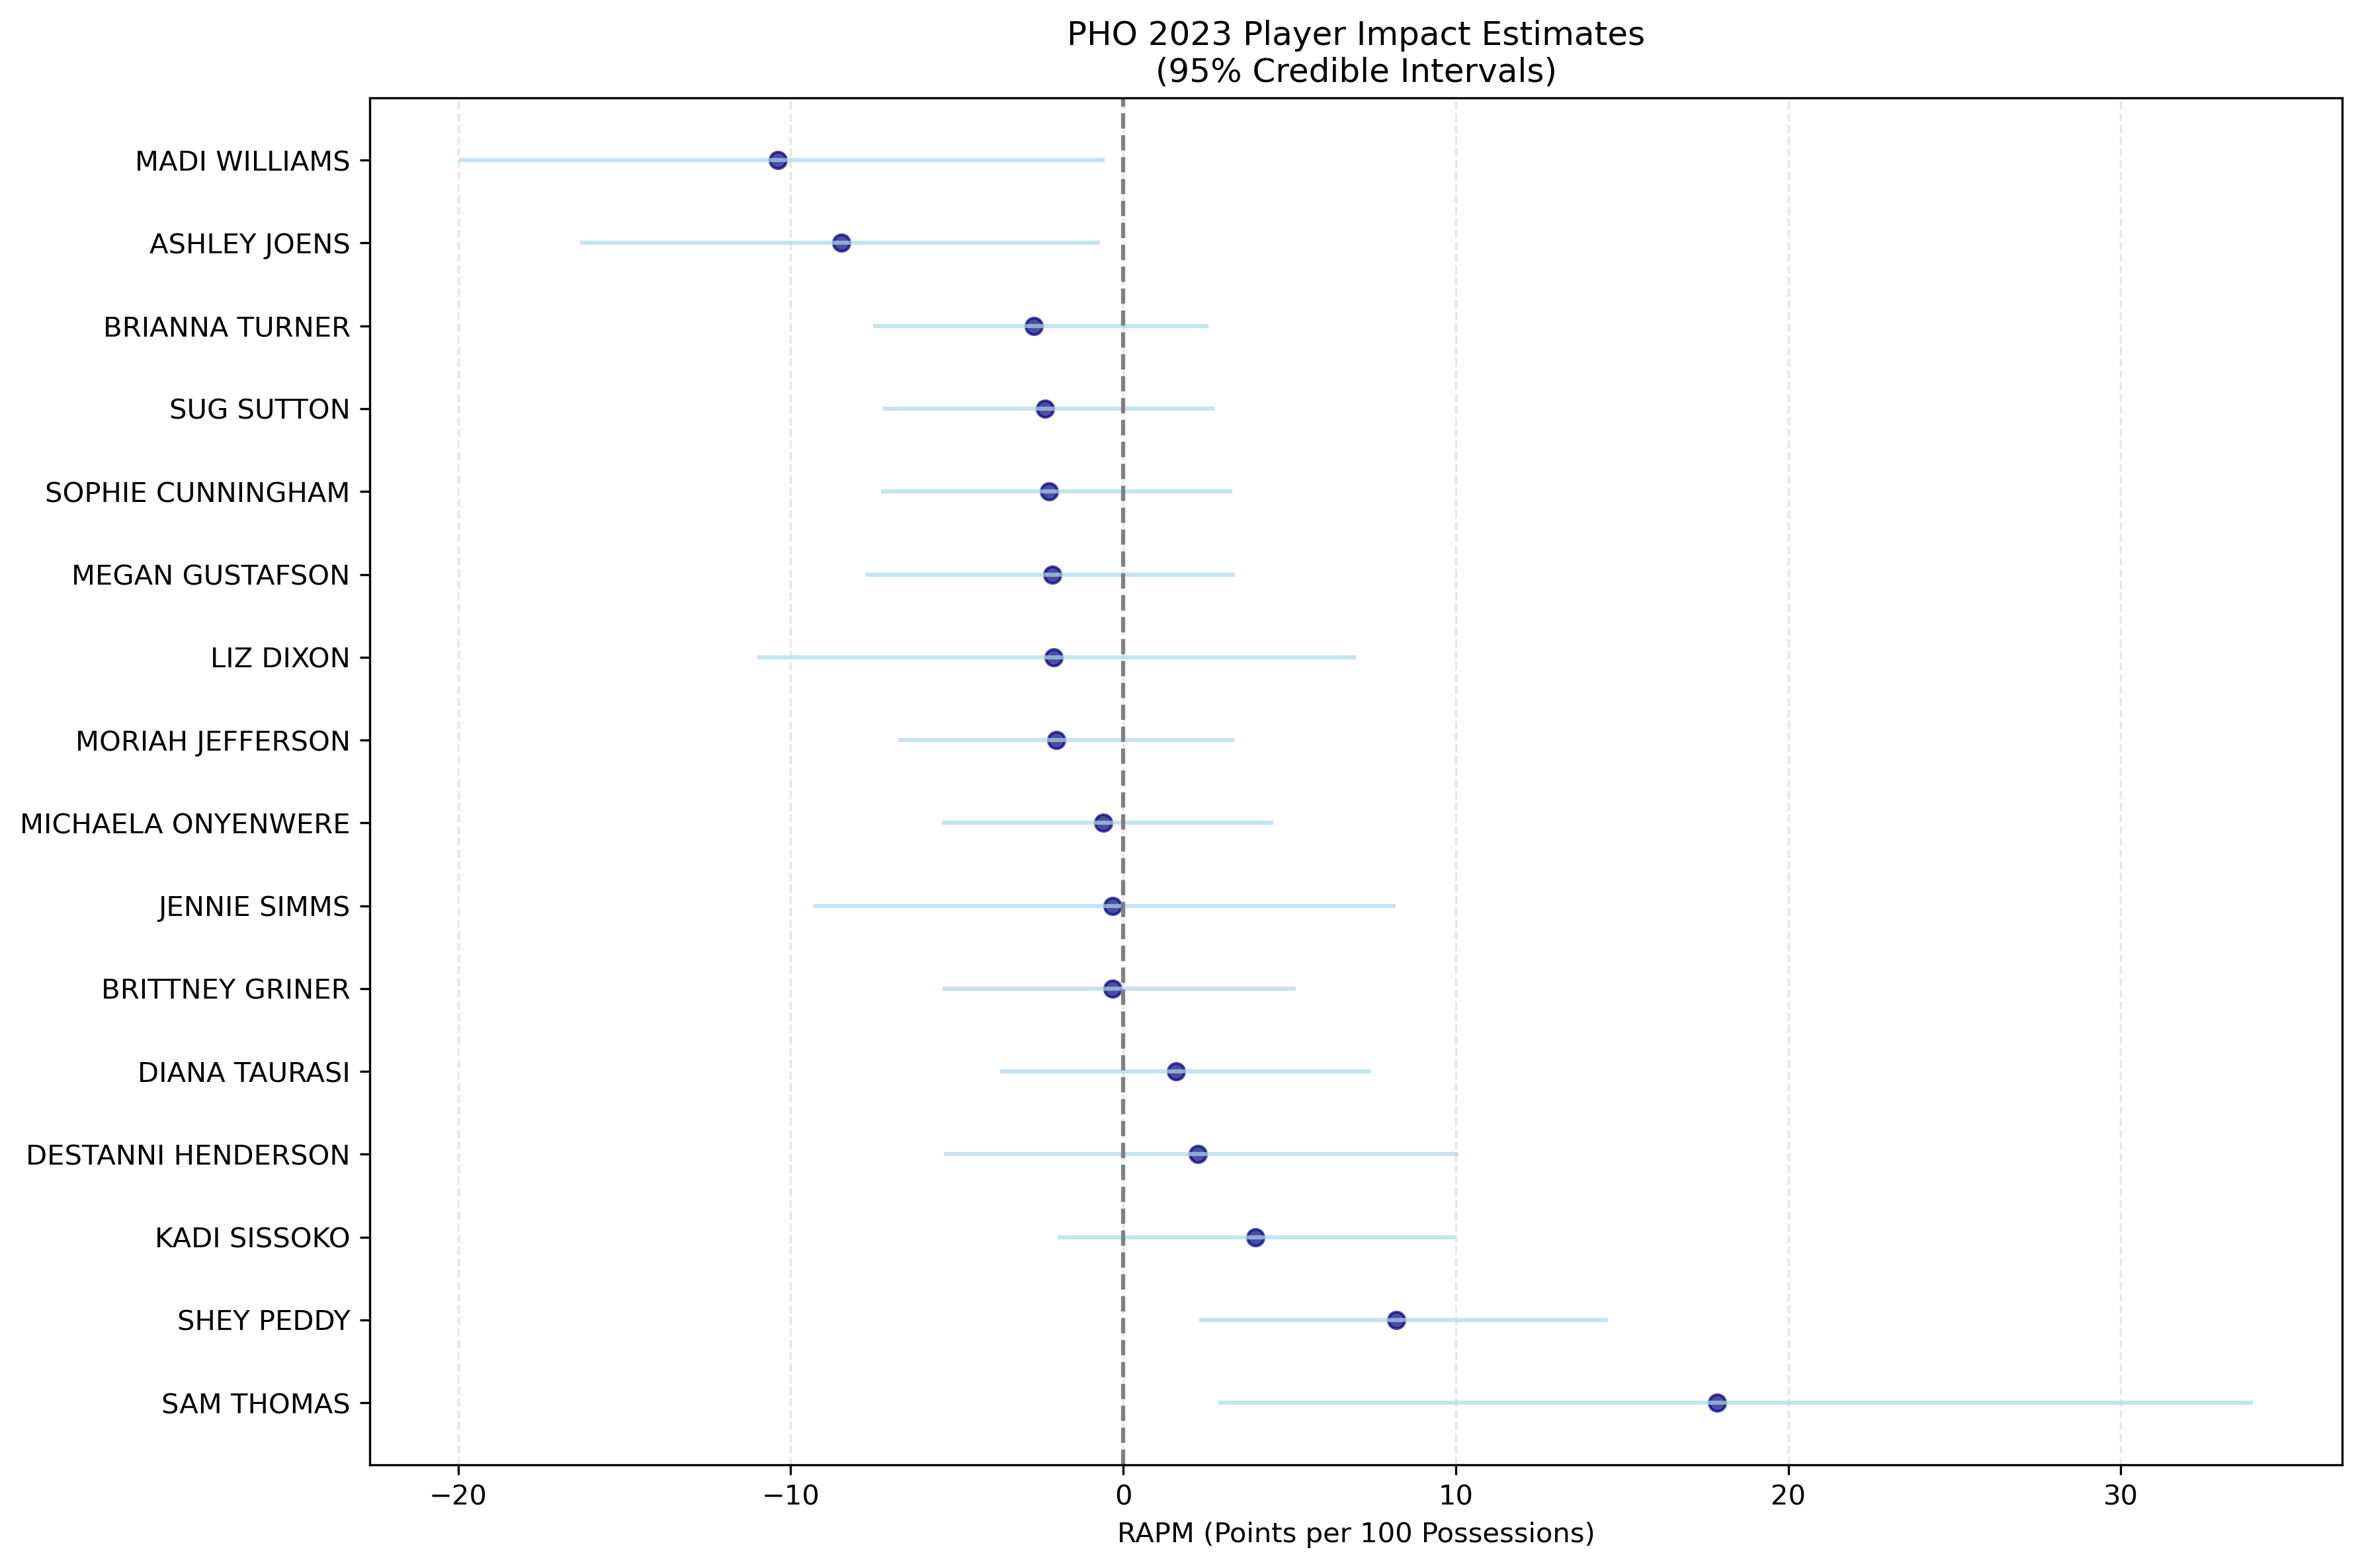 PHO 2023 Player Impact Estimates
(95% Credible Intervals)
MADI WILLIAMS
ASHLEY JOENS
BRIANNA TURNER
SUG SUTTON
SOPHIE CUNNINGHAM
MEGAN GUSTAFSON
LIZ DIXON
MORIAH JEFFERSON
MICHAELA ONYENWERE
JENNIE SIMMS
BRITTNEY GRINER
DIANA TAURASI
DESTANNI HENDERSON
KADI SISSOKO
SHEY PEDDY
SAM THOMAS
−20 −10 0 10 20 30
RAPM (Points per 100 Possessions)